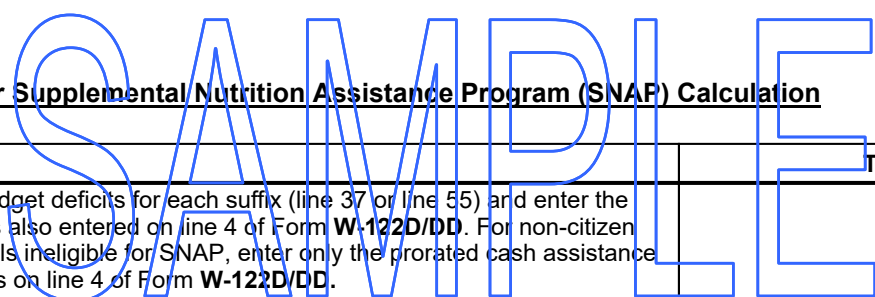 SAMPLE
Supplemental Nutrition Assistance Program (SNAP) Calculation
deficits for each suffix (line 37 or line 55) and enter the
also entered on line 4 of Form W-122D/DD. For non-citizen
ineligible for SNAP, enter only the prorated cash assistance
on line 4 of Form W-122D/DD.